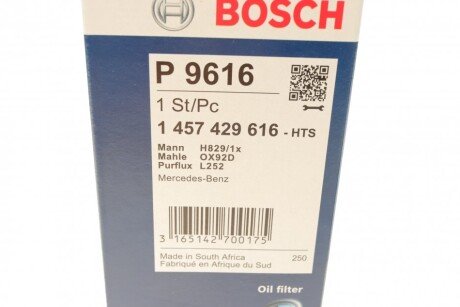 BOSCH
P 9616
1 St/Pc
1 457 429 616 - HTS
Mann H829/1x
Mahle OX92D
Purflux L252
Mercedes-Benz
3 165142 700175
Made in South Africa 250
Fabriqué en Afrique du Sud
Oil filter